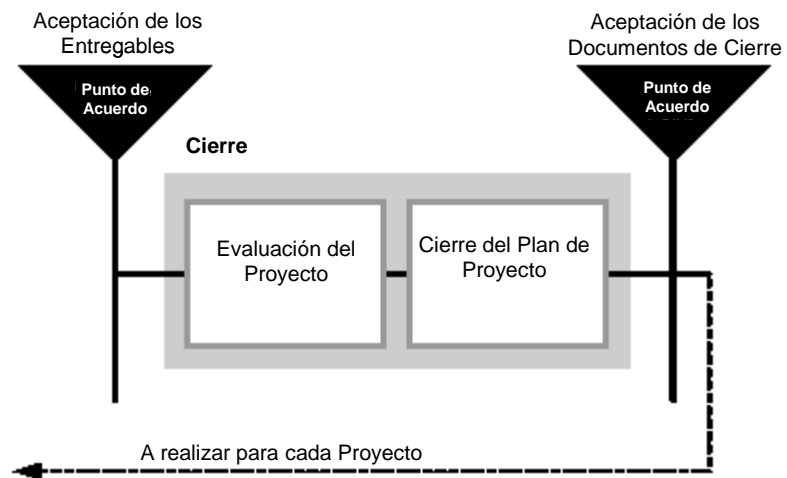 Aceptación de los
Entregables
Aceptación de los
Documentos de Cierre
Punto de
Acuerdo
Punto de
Acuerdo
Cierre
Evaluación del
Proyecto
Cierre del Plan de
Proyecto
A realizar para cada Proyecto